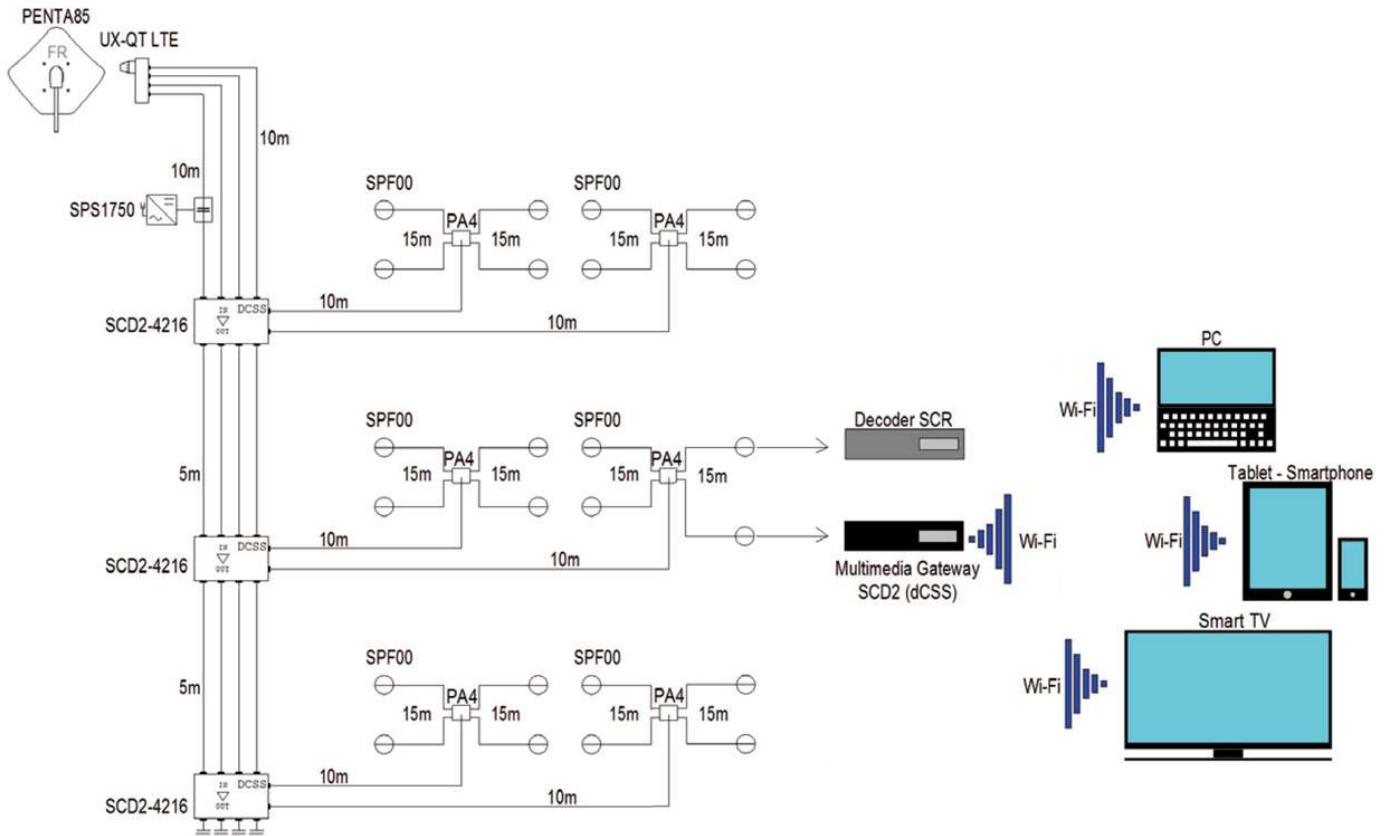 PENTA85
FR
UX-QT LTE
10m
10m
SPS1750
SPF00
SPF00
PA4
PA4
15m
15m
15m
15m
SCD2-4216
IN
DCSS
OUT
10m
10m
5m
SPF00
SPF00
PA4
PA4
15m
15m
15m
15m
SCD2-4216
IN
DCSS
OUT
10m
10m
Decoder SCR
Multimedia Gateway
SCD2 (dCSS)
Wi-Fi
PC
Wi-Fi
Tablet - Smartphone
Wi-Fi
Smart TV
Wi-Fi
5m
SPF00
SPF00
PA4
PA4
15m
15m
15m
15m
SCD2-4216
IN
DCSS
OUT
10m
10m